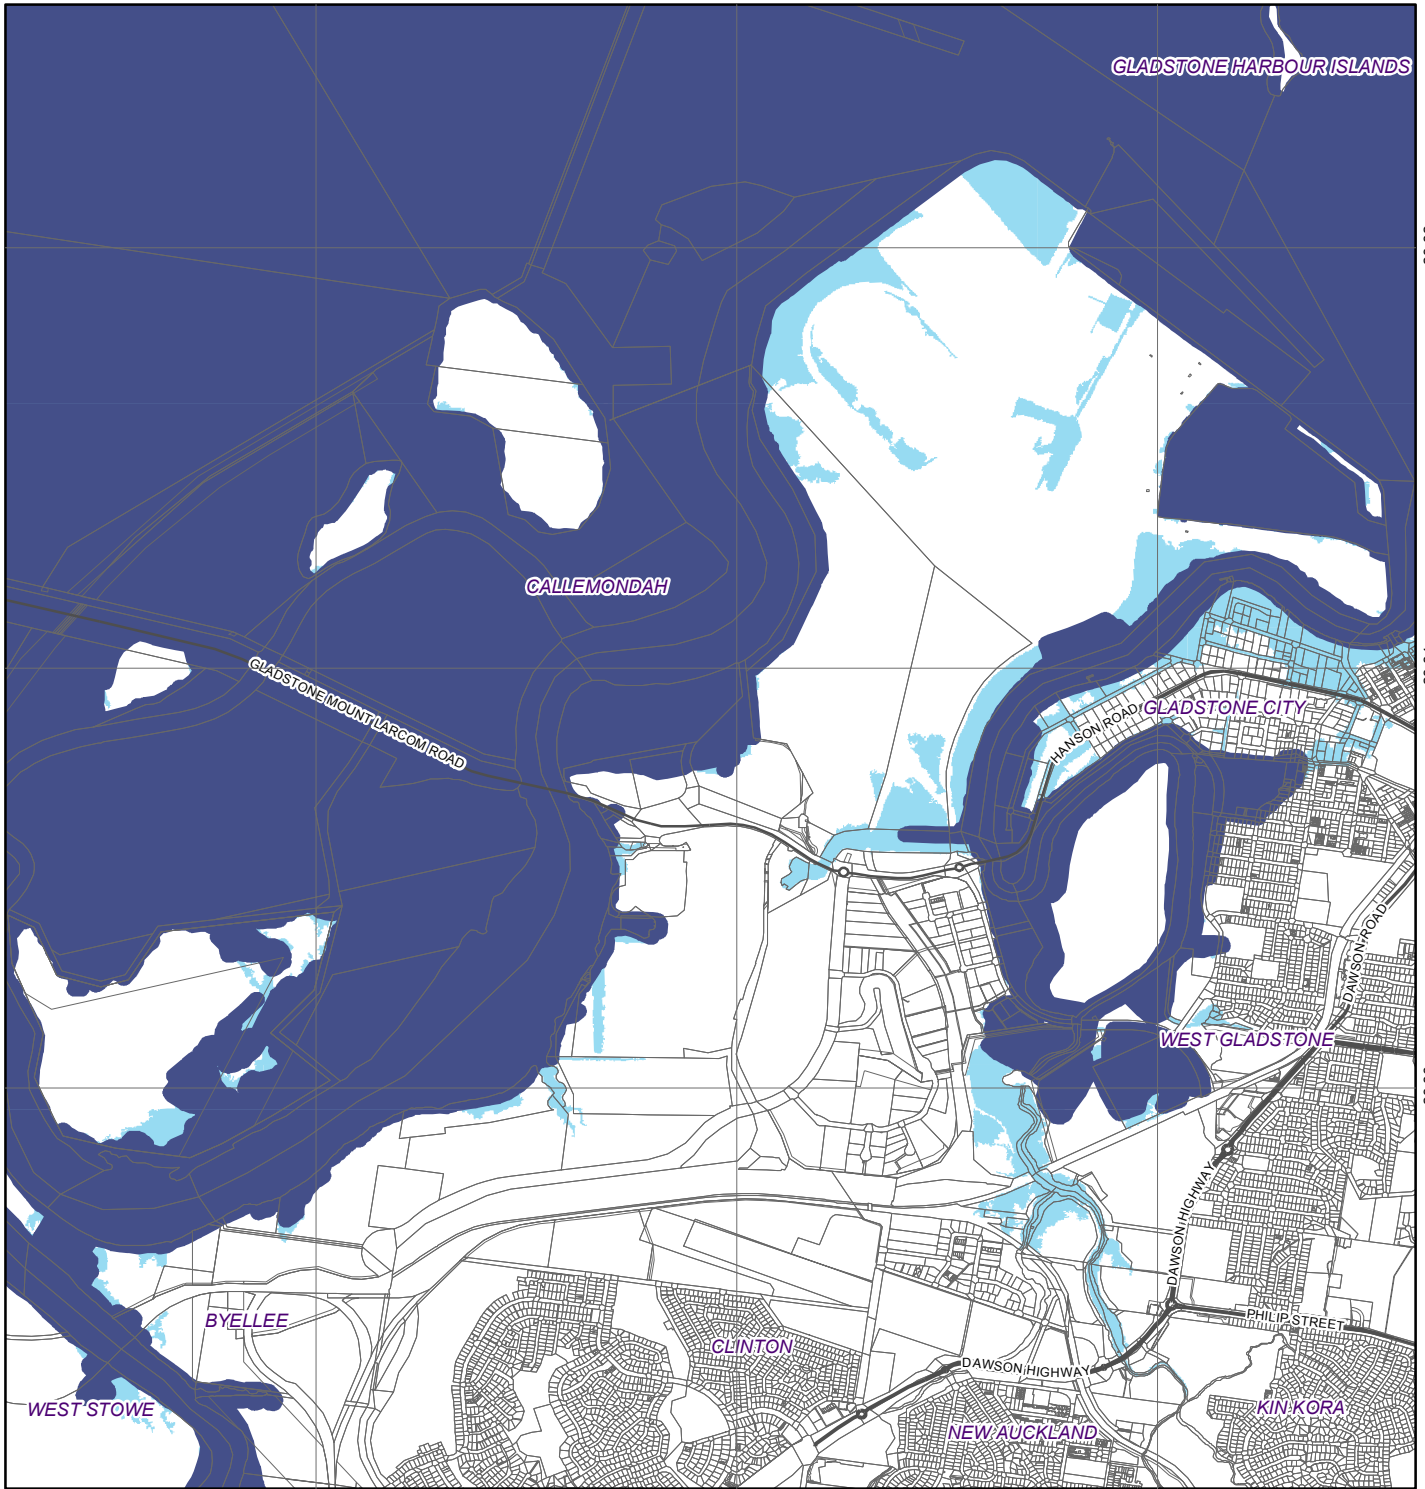 GLADSTONE HARBOUR ISLANDS
CALLEMONDAH
GLADSTONE MOUNT LARCOM ROAD
GLADSTONE CITY
HANSON ROAD
DAWSON ROAD
WEST GLADSTONE
DAWSON HIGHWAY
BYELLEE
PHILIP STREET
CLINTON
DAWSON HIGHWAY
WEST STOWE
KIN KORA
NEW AUCKLAND